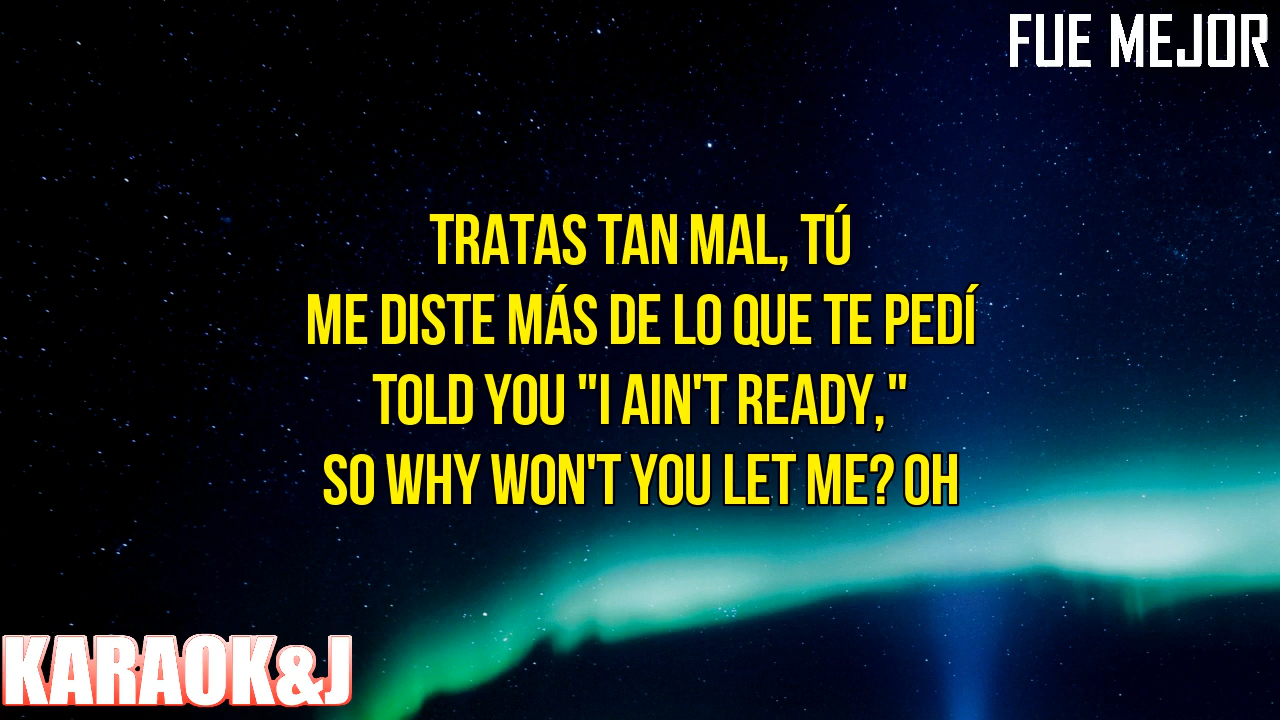 FUE MEJOR
TRATAS TAN MAL, TÚ
ME DISTE MÁS DE LO QUE TE PEDÍ
TOLD YOU "I AIN'T READY,"
SO WHY WON'T YOU LET ME? OH
KARAOK&J